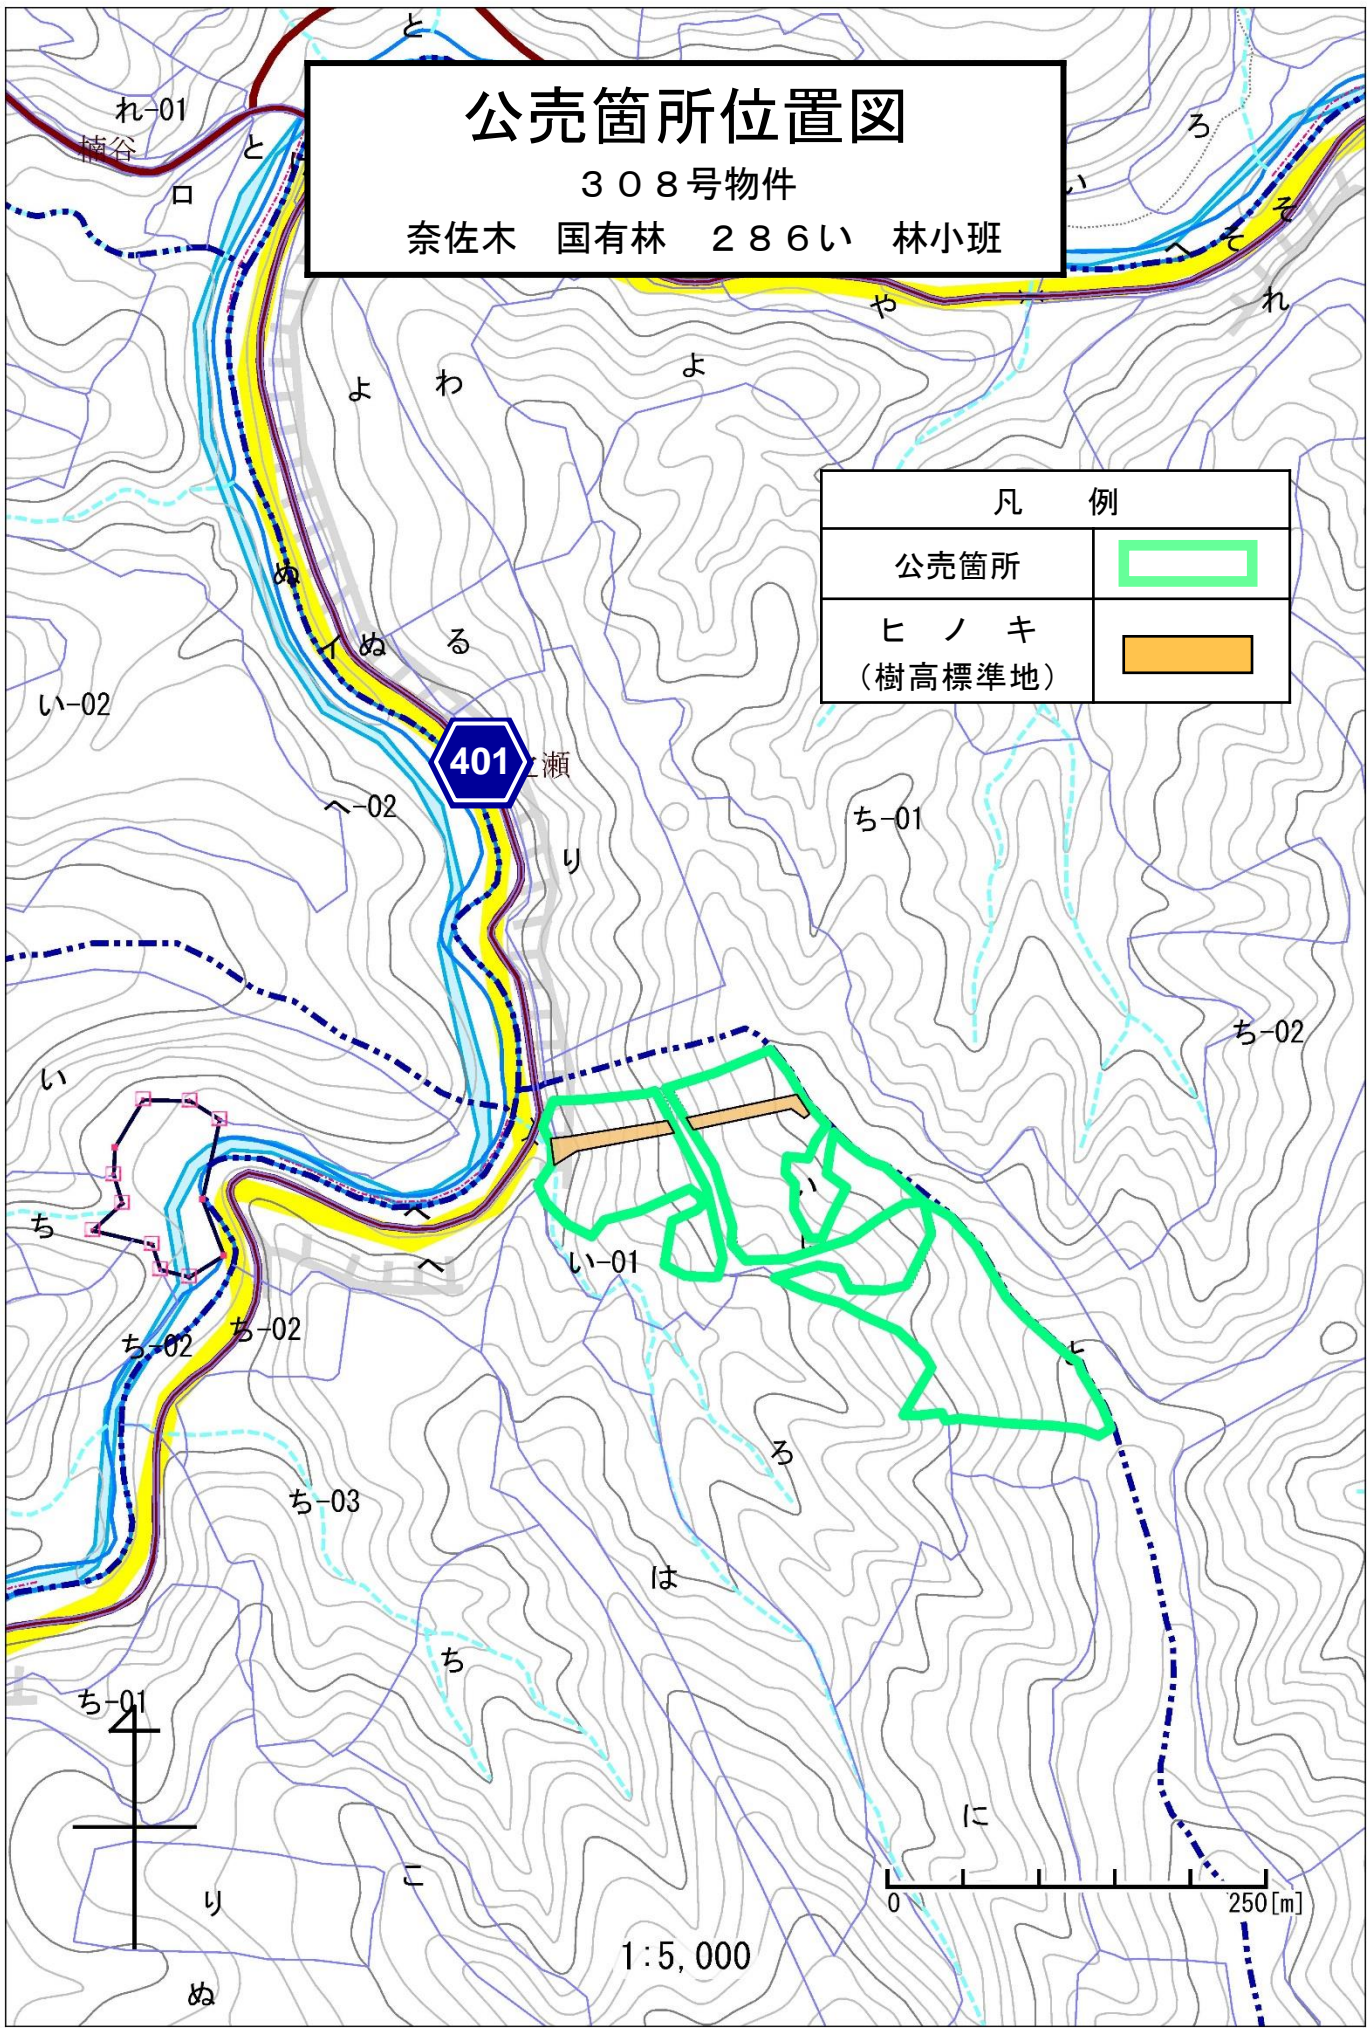 と
れ-01
楠谷
と
ロ
公売箇所位置図
308号物件
奈佐木 国有林 286い 林小班
ろ
い
そ
そ
へ
や
れ
よ
わ
よ
凡 例
公売箇所
ヒノキ
(樹高標準地)
ぬ
イ
ぬ
る
い-02
401
瀬
へ-02
り
ち-01
ち-02
い
ち
へ
へ
い-01
い
と
ち-02
ち-02
ろ
ち-03
は
ち
ち-01
に
こ
り
ぬ
0
250[m]
1:5,000